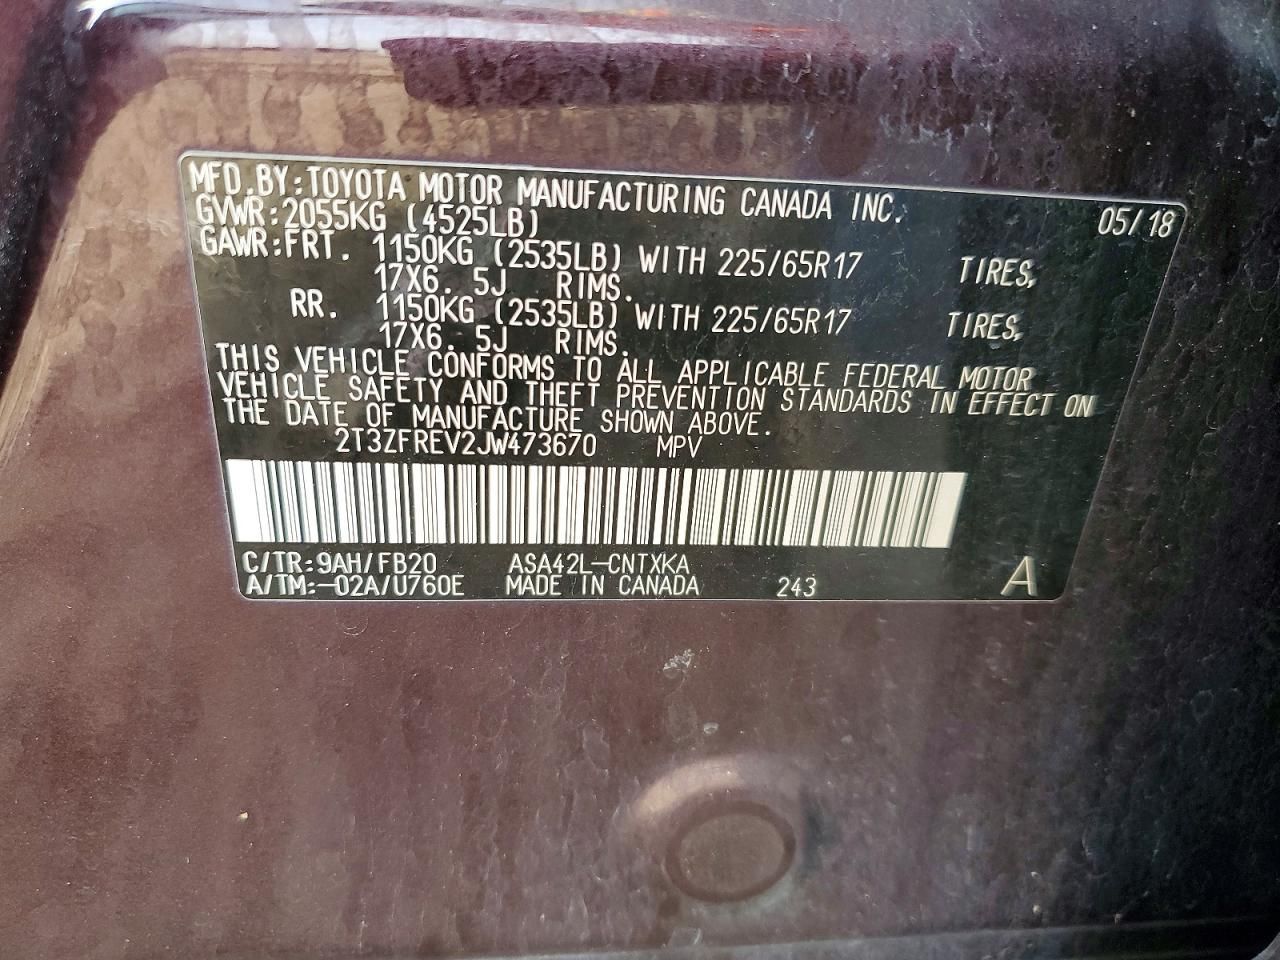 MFD.BY:TOYOTA MOTOR MANUFACTURING CANADA INC. 05/18
GVWR:2055KG (4525LB)
GAWR:FRT. 1150KG (2535LB) WITH 225/65R17 TIRES,
17X6. 5J RIMS.
RR. 1150KG (2535LB) WITH 225/65R17 TIRES,
17X6. 5J RIMS.
THIS VEHICLE CONFORMS TO ALL APPLICABLE FEDERAL MOTOR
VEHICLE SAFETY AND THEFT PREVENTION STANDARDS IN EFFECT ON
THE DATE OF MANUFACTURE SHOWN ABOVE.
2T3ZFREV2JW473670 MPV
C/TR:9AH/FB20 ASA42L-CNTXKA
A/TM:-02A/U760E MADE IN CANADA 243 A